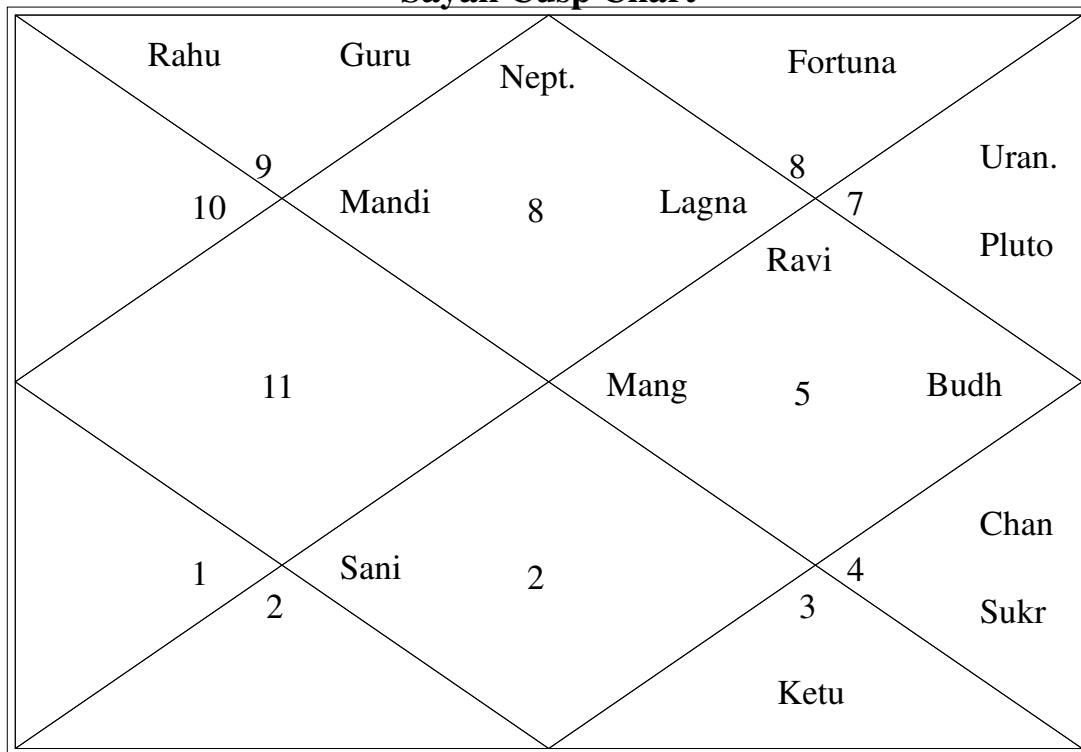 Sayan Cusp Chart
Rahu Guru Nept. Fortuna
9 8 Uran.
10 Mandi 8 Lagna 7
Ravi Pluto
11 Mang 5 Budh
Chan
1 Sani 2 4
2 3 Sukr
Ketu